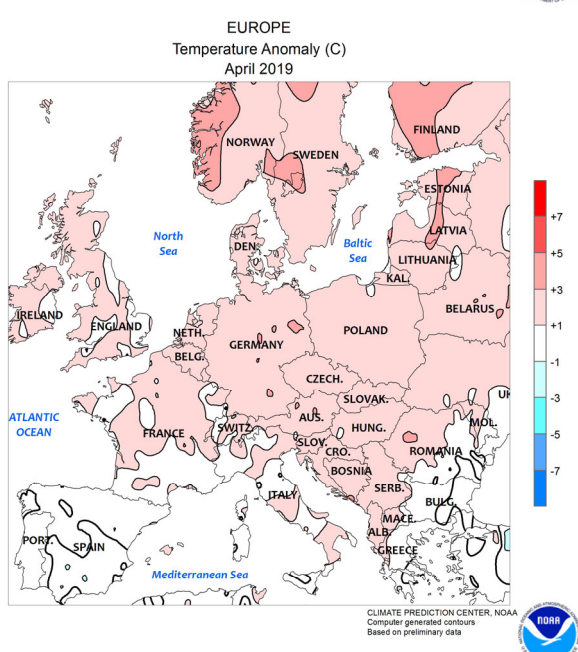 EUROPE
Temperature Anomaly (C)
April 2019
FINLAND
NORWAY
SWEDEN
ESTONIA
North
Sea
Baltic
Sea
DEN.
LATVIA
LITHUANIA
KAL.
IRELAND
ENGLAND
NETH.
BELG.
GERMANY
POLAND
BELARUS
CZECH.
SLOVAK.
UK
ATLANTIC
OCEAN
FRANCE
SWITZ.
AUS.
HUNG.
MOL.
SLOV.
CRO.
ROMANIA
BOSNIA
ITALY
SERB.
BULG.
PORT.
SPAIN
MACE.
ALB.
GREECE
Mediterranean Sea
+7
+5
+3
+1
-1
-3
-5
-7
CLIMATE PREDICTION CENTER, NOAA
Computer generated contours
Based on preliminary data
NOAA